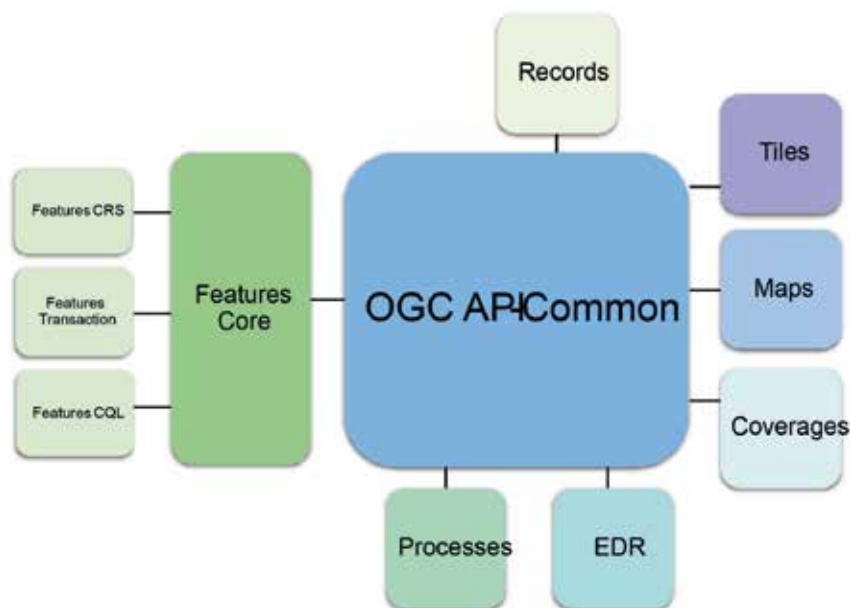 Records
Tiles
Features CRS
Features
Transaction
Features CQL
Features
Core
OGC API-Common
Maps
Coverages
Processes
EDR